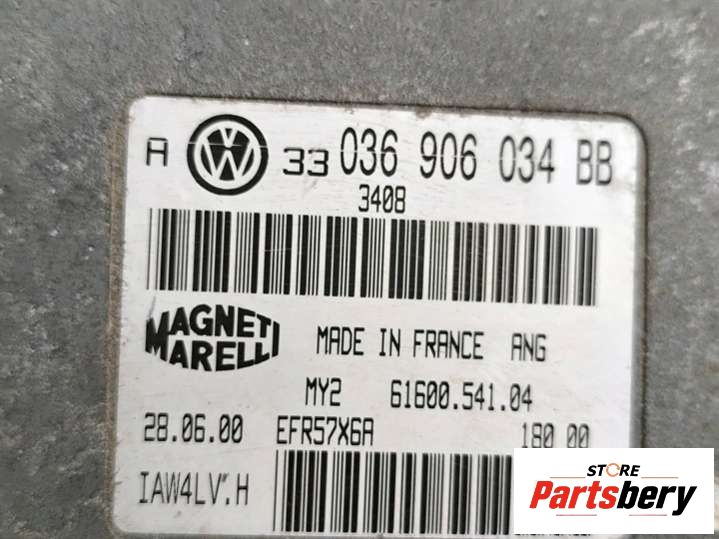 A VW 33 036 906 034 BB
3408
MAGNETI
MARELLI
MADE IN FRANCE ANG
MY2 61600.541.04
28.06.00 EFR57X6A 180 00
IAW4LV".H
STORE
Partsbery